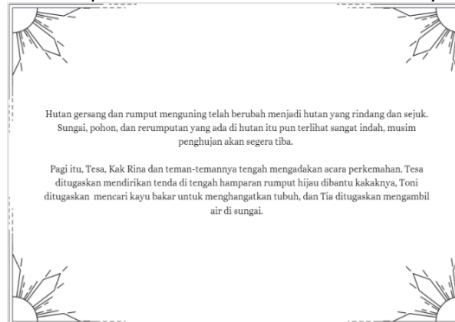 Hutan gersang dan rumput menguning telah berubah menjadi hutan yang rindang dan sejuk.
Sungai, pohon, dan rerumputan yang ada di hutan itu pun terlihat sangat indah, musim
penghujan akan segera tiba.
Pagi itu, Tesa, Kak Rina dan teman-temannya tengah mengadakan acara perkemahan. Tesa
ditugaskan mendirikan tenda di tengah hamparan rumput hijau dibantu kakaknya, Toni
ditugaskan mencari kayu bakar untuk menghangatkan tubuh, dan Tia ditugaskan mengambil
air di sungai.